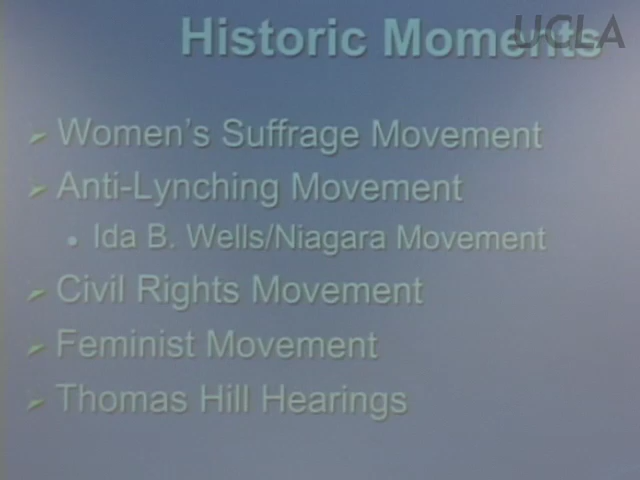 UCLA
Historic Moments
Women's Suffrage Movement
Anti-Lynching Movement
Ida B. Wells/Niagara Movement
Civil Rights Movement
Feminist Movement
Thomas Hill Hearings